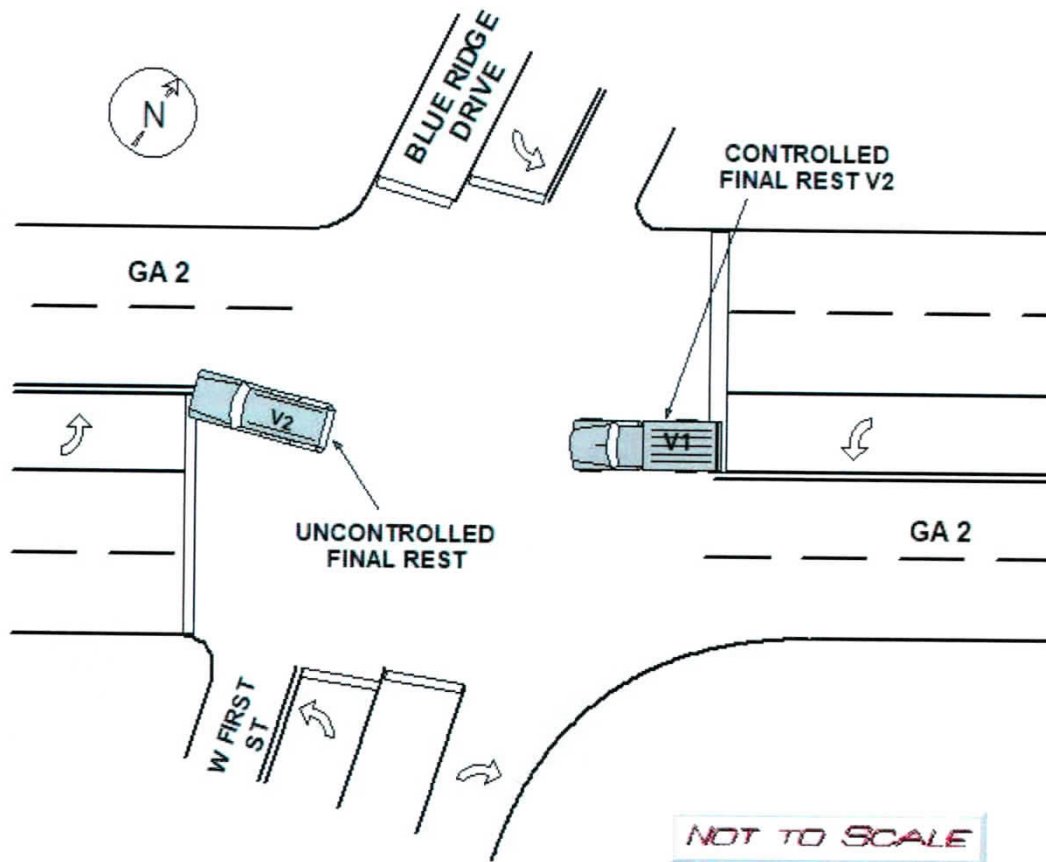 BLUE RIDGE
DRIVE
N
CONTROLLED
FINAL REST V2
GA 2
V2
V1
UNCONTROLLED
FINAL REST
GA 2
W FIRST
ST
NOT TO SCALE